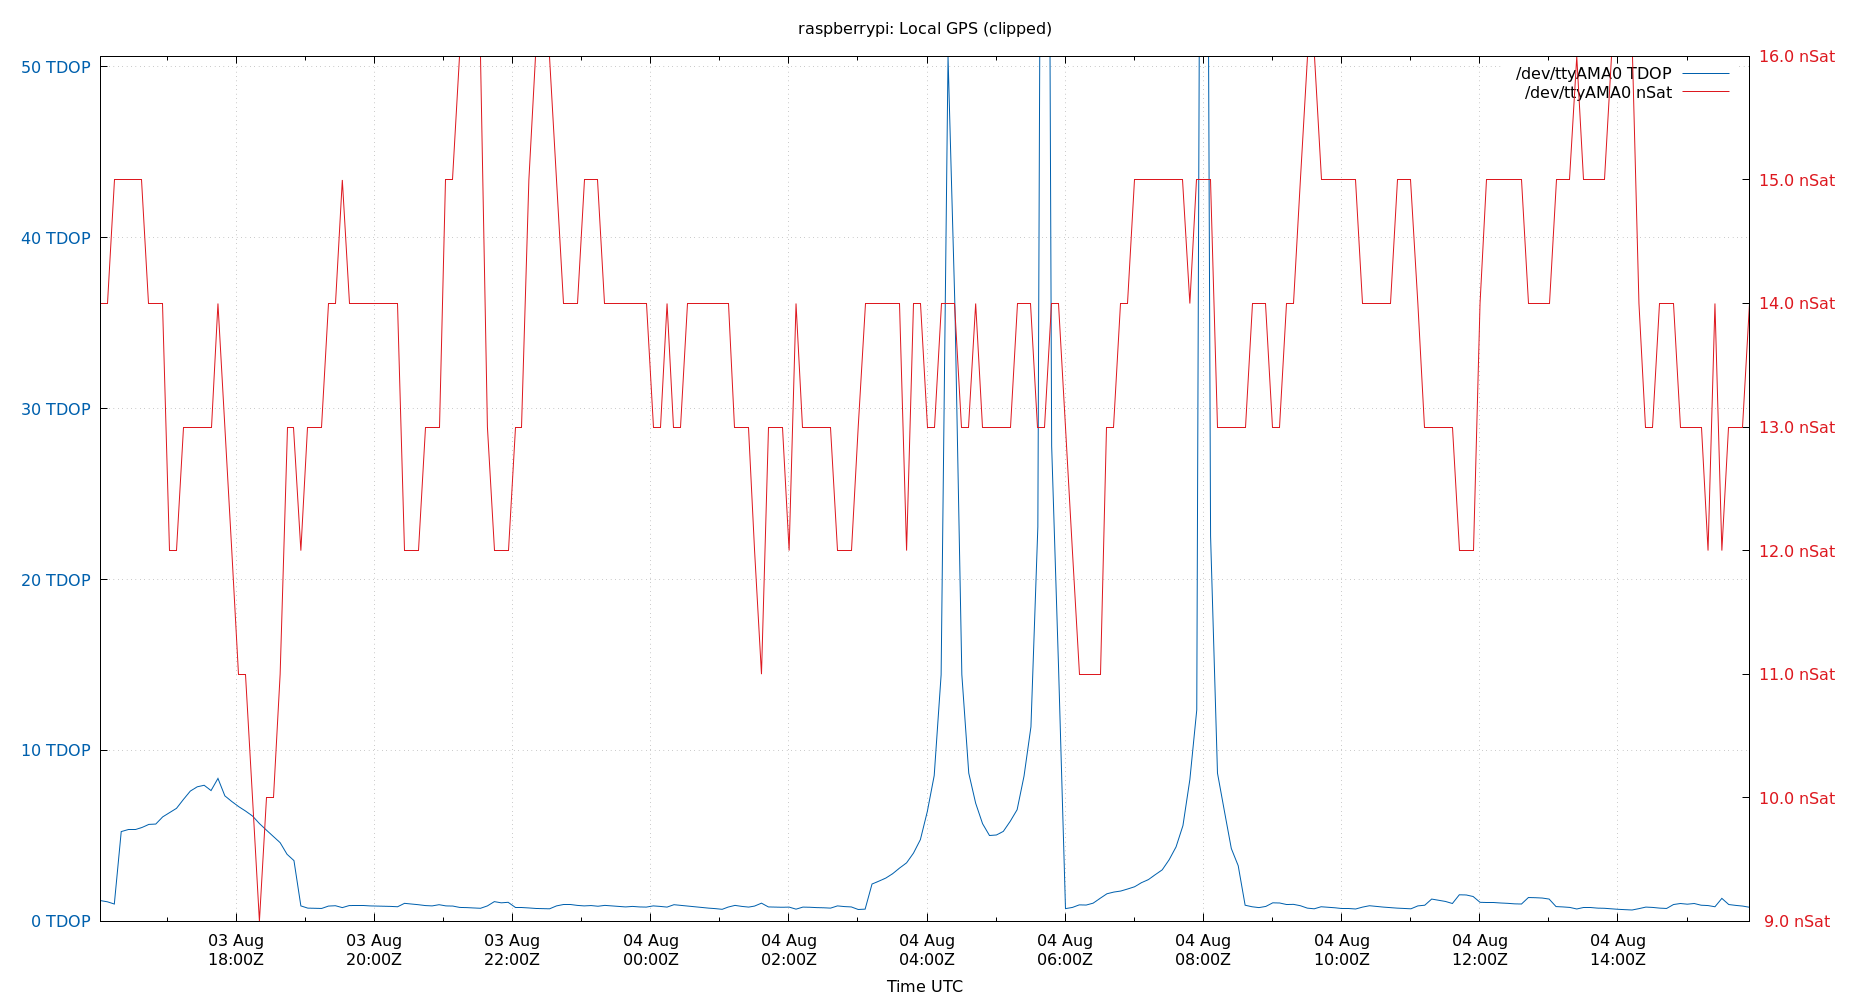 raspberrypi: Local GPS (clipped)
50 TDOP
40 TDOP
30 TDOP
20 TDOP
10 TDOP
0 TDOP
16.0 nSat
15.0 nSat
14.0 nSat
13.0 nSat
12.0 nSat
11.0 nSat
10.0 nSat
9.0 nSat
/dev/ttyAMA0 TDOP
/dev/ttyAMA0 nSat
03 Aug
18:00Z
03 Aug
20:00Z
03 Aug
22:00Z
04 Aug
00:00Z
04 Aug
02:00Z
04 Aug
04:00Z
04 Aug
06:00Z
04 Aug
08:00Z
04 Aug
10:00Z
04 Aug
12:00Z
04 Aug
14:00Z
Time UTC